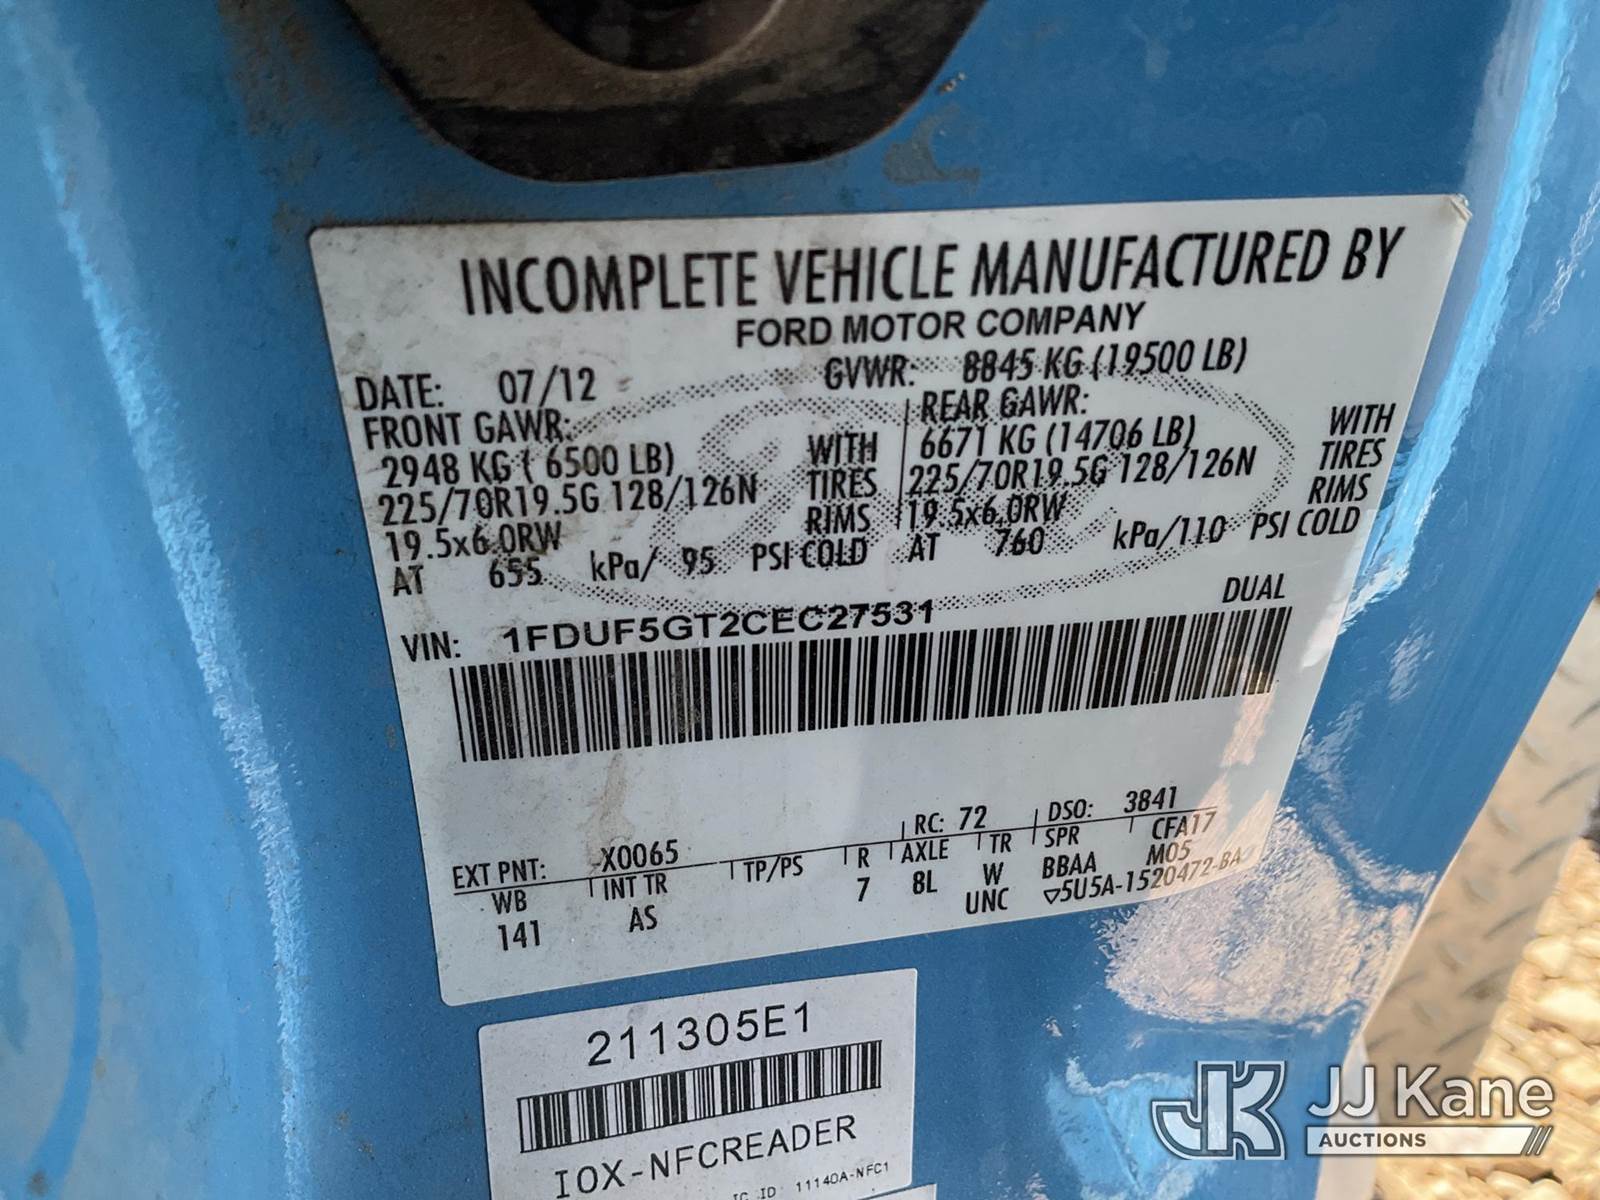 INCOMPLETE VEHICLE MANUFACTURED BY
FORD MOTOR COMPANY
DATE: 07/12 GVWR: 8845 KG (19500 LB)
FRONT GAWR: REAR GAWR:
2948 KG ( 6500 LB) WITH 6671 KG (14706 LB) WITH
225/70R19.5G 128/126N TIRES 225/70R19.5G 128/126N TIRES
19.5x6.0RW RIMS 19.5x6.0RW RIMS
AT 655 kPa/ 95 PSI COLD AT 760 kPa/110 PSI COLD
DUAL
VIN: 1FDUF5GT2CEC27531
EXT PNT: X0065 RC: 72 DSO: 3841
WB INT TR TP/PS R AXLE TR SPR CFA17
141 AS 7 8L W BBAA M05
UNC ▽5U5A-1520472-BA
211305E1
IOX-NFCREADER
IC ID: 11140A-NFC1
JK JJ Kane
AUCTIONS